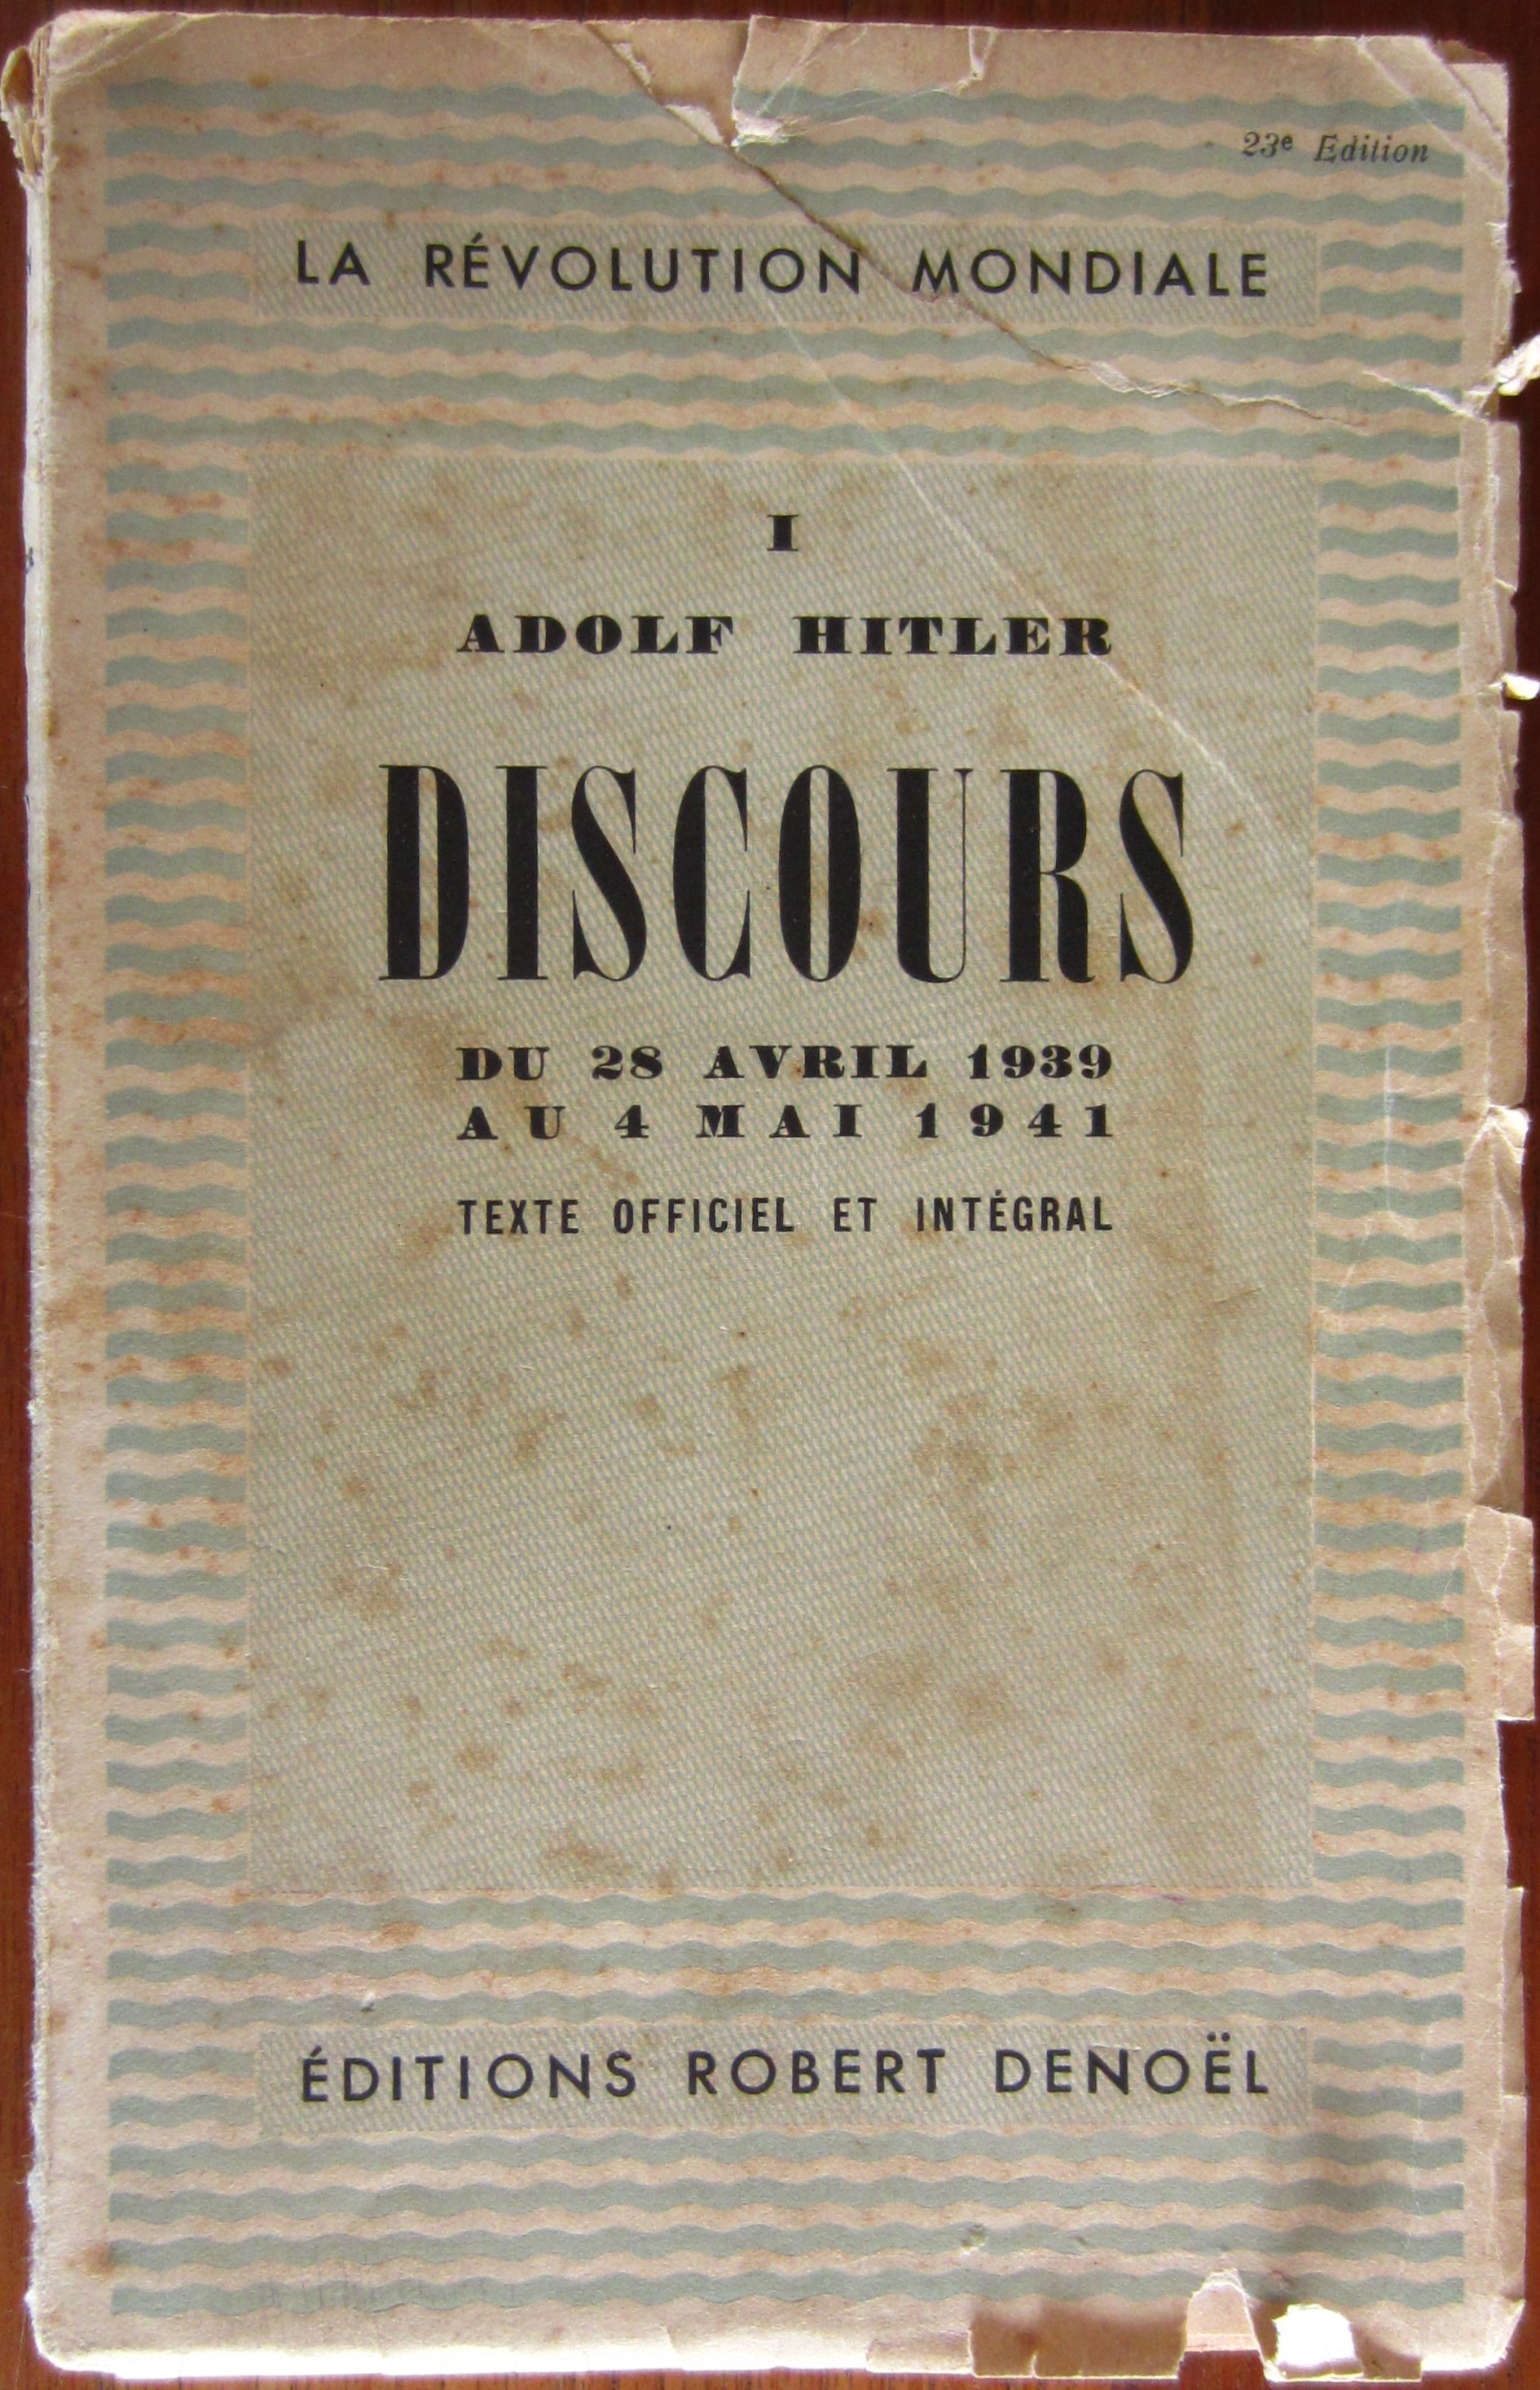 23e Edition
LA RÉVOLUTION MONDIALE
I
ADOLF HITLER
DISCOURS
DU 28 AVRIL 1939
AU 4 MAI 1941
TEXTE OFFICIEL ET INTÉGRAL
ÉDITIONS ROBERT DENOËL